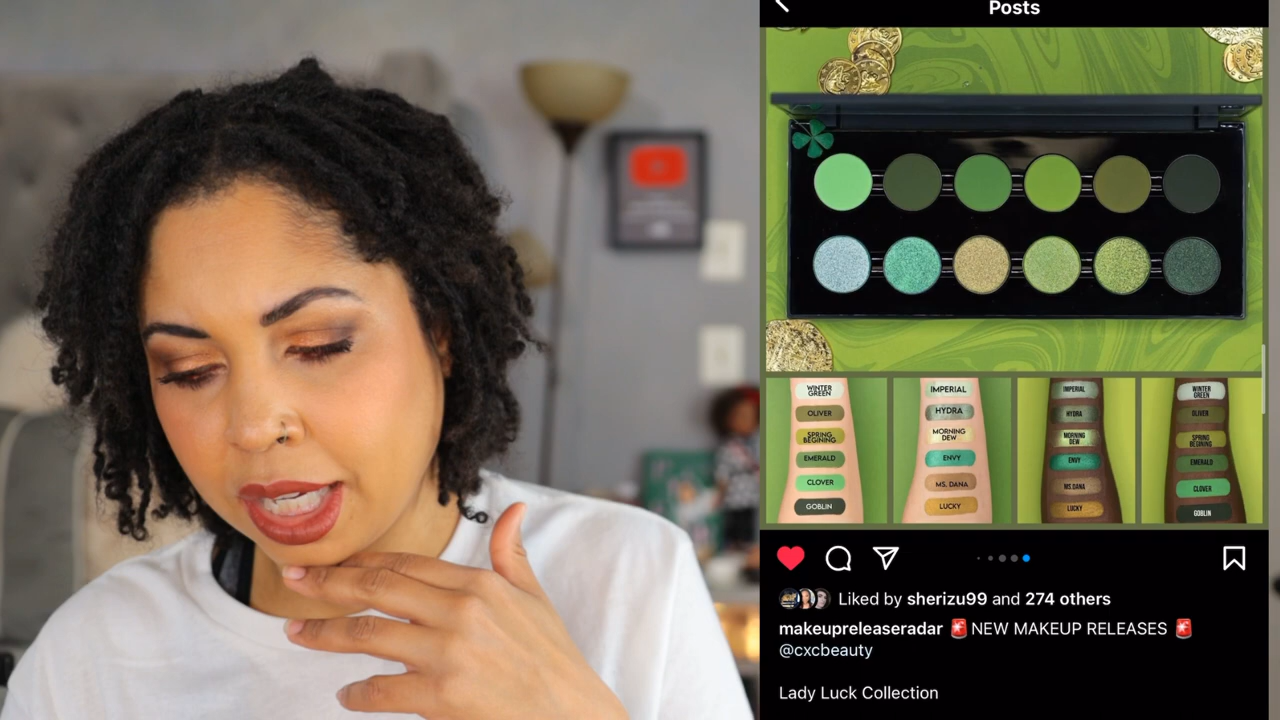 Posts
WINTER
GREEN
OLIVER
SPRING
BEGINING
EMERALD
CLOVER
GOBLIN
IMPERIAL
HYDRA
MORNING
DEW
ENVY
MS. DANA
LUCKY
IMPERIAL
HYDRA
MORNING
DEW
ENVY
MS.DANA
LUCKY
WINTER
GREEN
OLIVER
SPRING
BEGINING
EMERALD
CLOVER
GOBLIN
Liked by sherizu99 and 274 others
makeupreleaseradar 🚨NEW MAKEUP RELEASES 🚨
@cxcbeauty
Lady Luck Collection